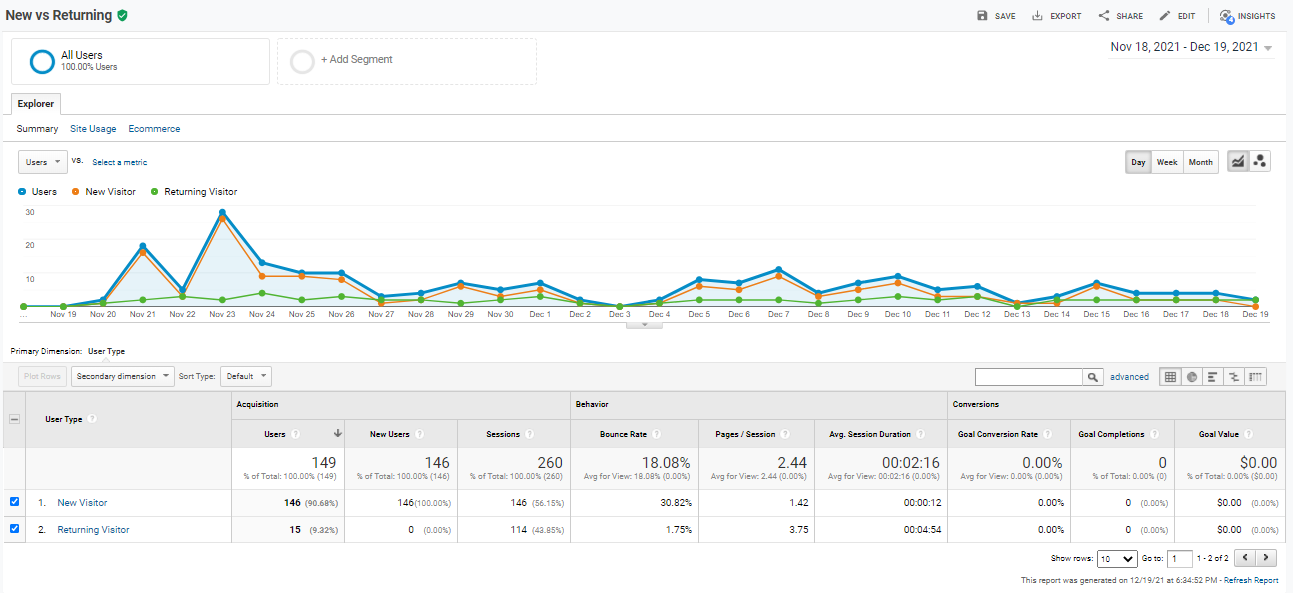 New vs Returning
SAVE EXPORT SHARE EDIT INSIGHTS
4
All Users
100.00% Users
+ Add Segment
Nov 18, 2021 - Dec 19, 2021
Explorer
Summary Site Usage Ecommerce
Users VS. Select a metric
Day Week Month
Users New Visitor Returning Visitor
30
20
10
... Nov 19 Nov 20 Nov 21 Nov 22 Nov 23 Nov 24 Nov 25 Nov 26 Nov 27 Nov 28 Nov 29 Nov 30 Dec 1 Dec 2 Dec 3 Dec 4 Dec 5 Dec 6 Dec 7 Dec 8 Dec 9 Dec 10 Dec 11 Dec 12 Dec 13 Dec 14 Dec 15 Dec 16 Dec 17 Dec 18 Dec 19
Primary Dimension: User Type
Plot Rows Secondary dimension Sort Type: Default advanced
User Type ? Acquisition Behavior Conversions
Users ? New Users ? Sessions ? Bounce Rate ? Pages / Session ? Avg. Session Duration ? Goal Conversion Rate ? Goal Completions ? Goal Value ?
149 146 260 18.08% 2.44 00:02:16 0.00% 0 $0.00
% of Total: 100.00% (149) % of Total: 100.00% (146) % of Total: 100.00% (260) Avg for View: 18.08% (0.00%) Avg for View: 2.44 (0.00%) Avg for View: 00:02:16 (0.00%) Avg for View: 0.00% (0.00%) % of Total: 0.00% (0) % of Total: 0.00% ($0.00)
1. New Visitor 146 (90.68%) 146(100.00%) 146 (56.15%) 30.82% 1.42 00:00:12 0.00% 0 (0.00%) $0.00 (0.00%)
2. Returning Visitor 15 (9.32%) 0 (0.00%) 114 (43.85%) 1.75% 3.75 00:04:54 0.00% 0 (0.00%) $0.00 (0.00%)
Show rows: 10 Go to: 1 1 - 2 of 2
This report was generated on 12/19/21 at 6:34:52 PM - Refresh Report